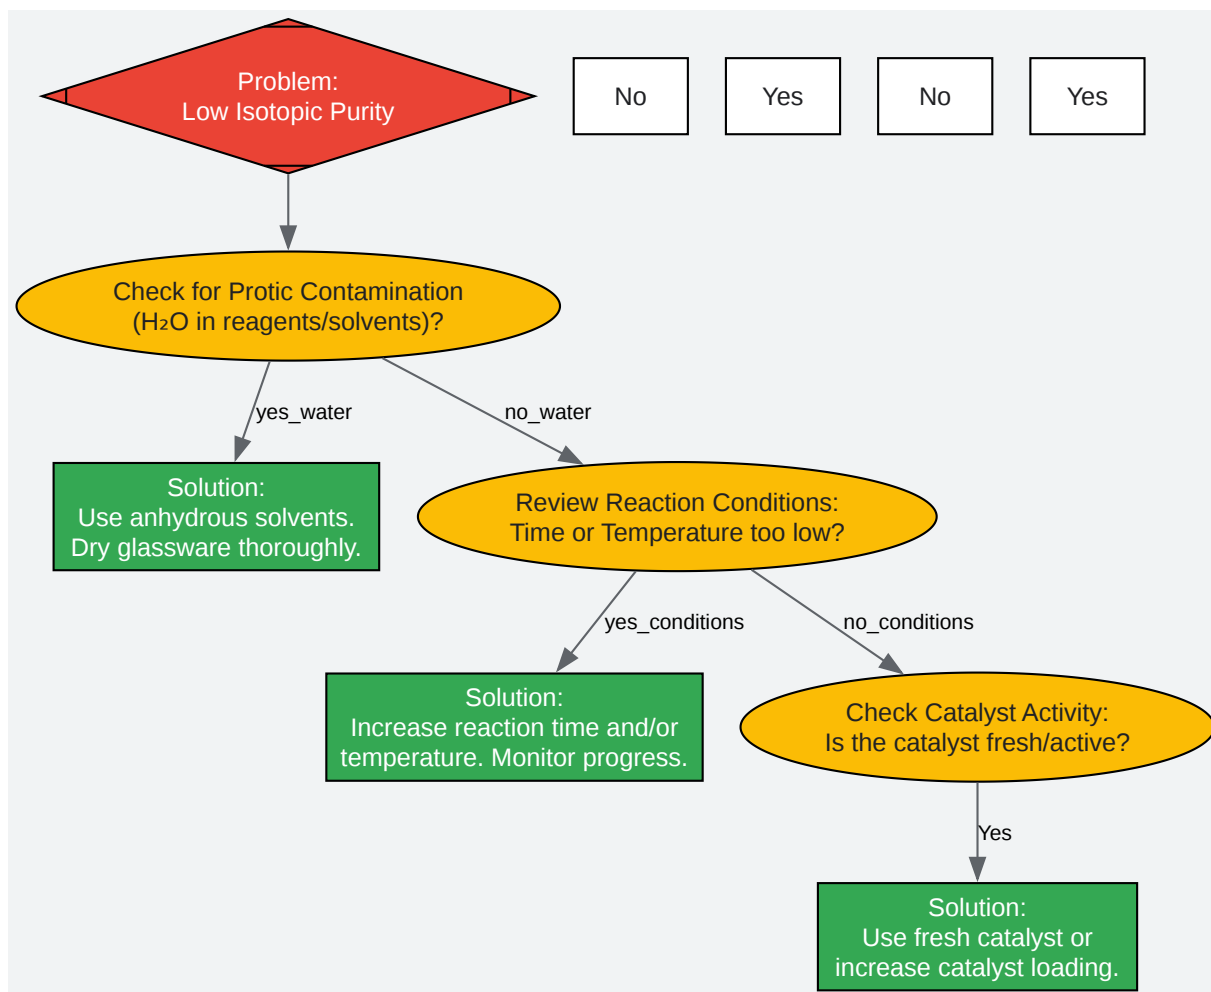 Problem:
Low Isotopic Purity
No
Yes
No
Yes
Check for Protic Contamination
(H₂O in reagents/solvents)?
yes_water
no_water
Solution:
Use anhydrous solvents.
Dry glassware thoroughly.
Review Reaction Conditions:
Time or Temperature too low?
yes_conditions
no_conditions
Solution:
Increase reaction time and/or
temperature. Monitor progress.
Check Catalyst Activity:
Is the catalyst fresh/active?
Yes
Solution:
Use fresh catalyst or
increase catalyst loading.